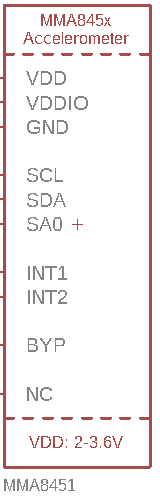 MMA845x
Accelerometer
VDD
VDDIO
GND
SCL
SDA
SA0 +
INT1
INT2
BYP
NC
VDD: 2-3.6V
MMA8451